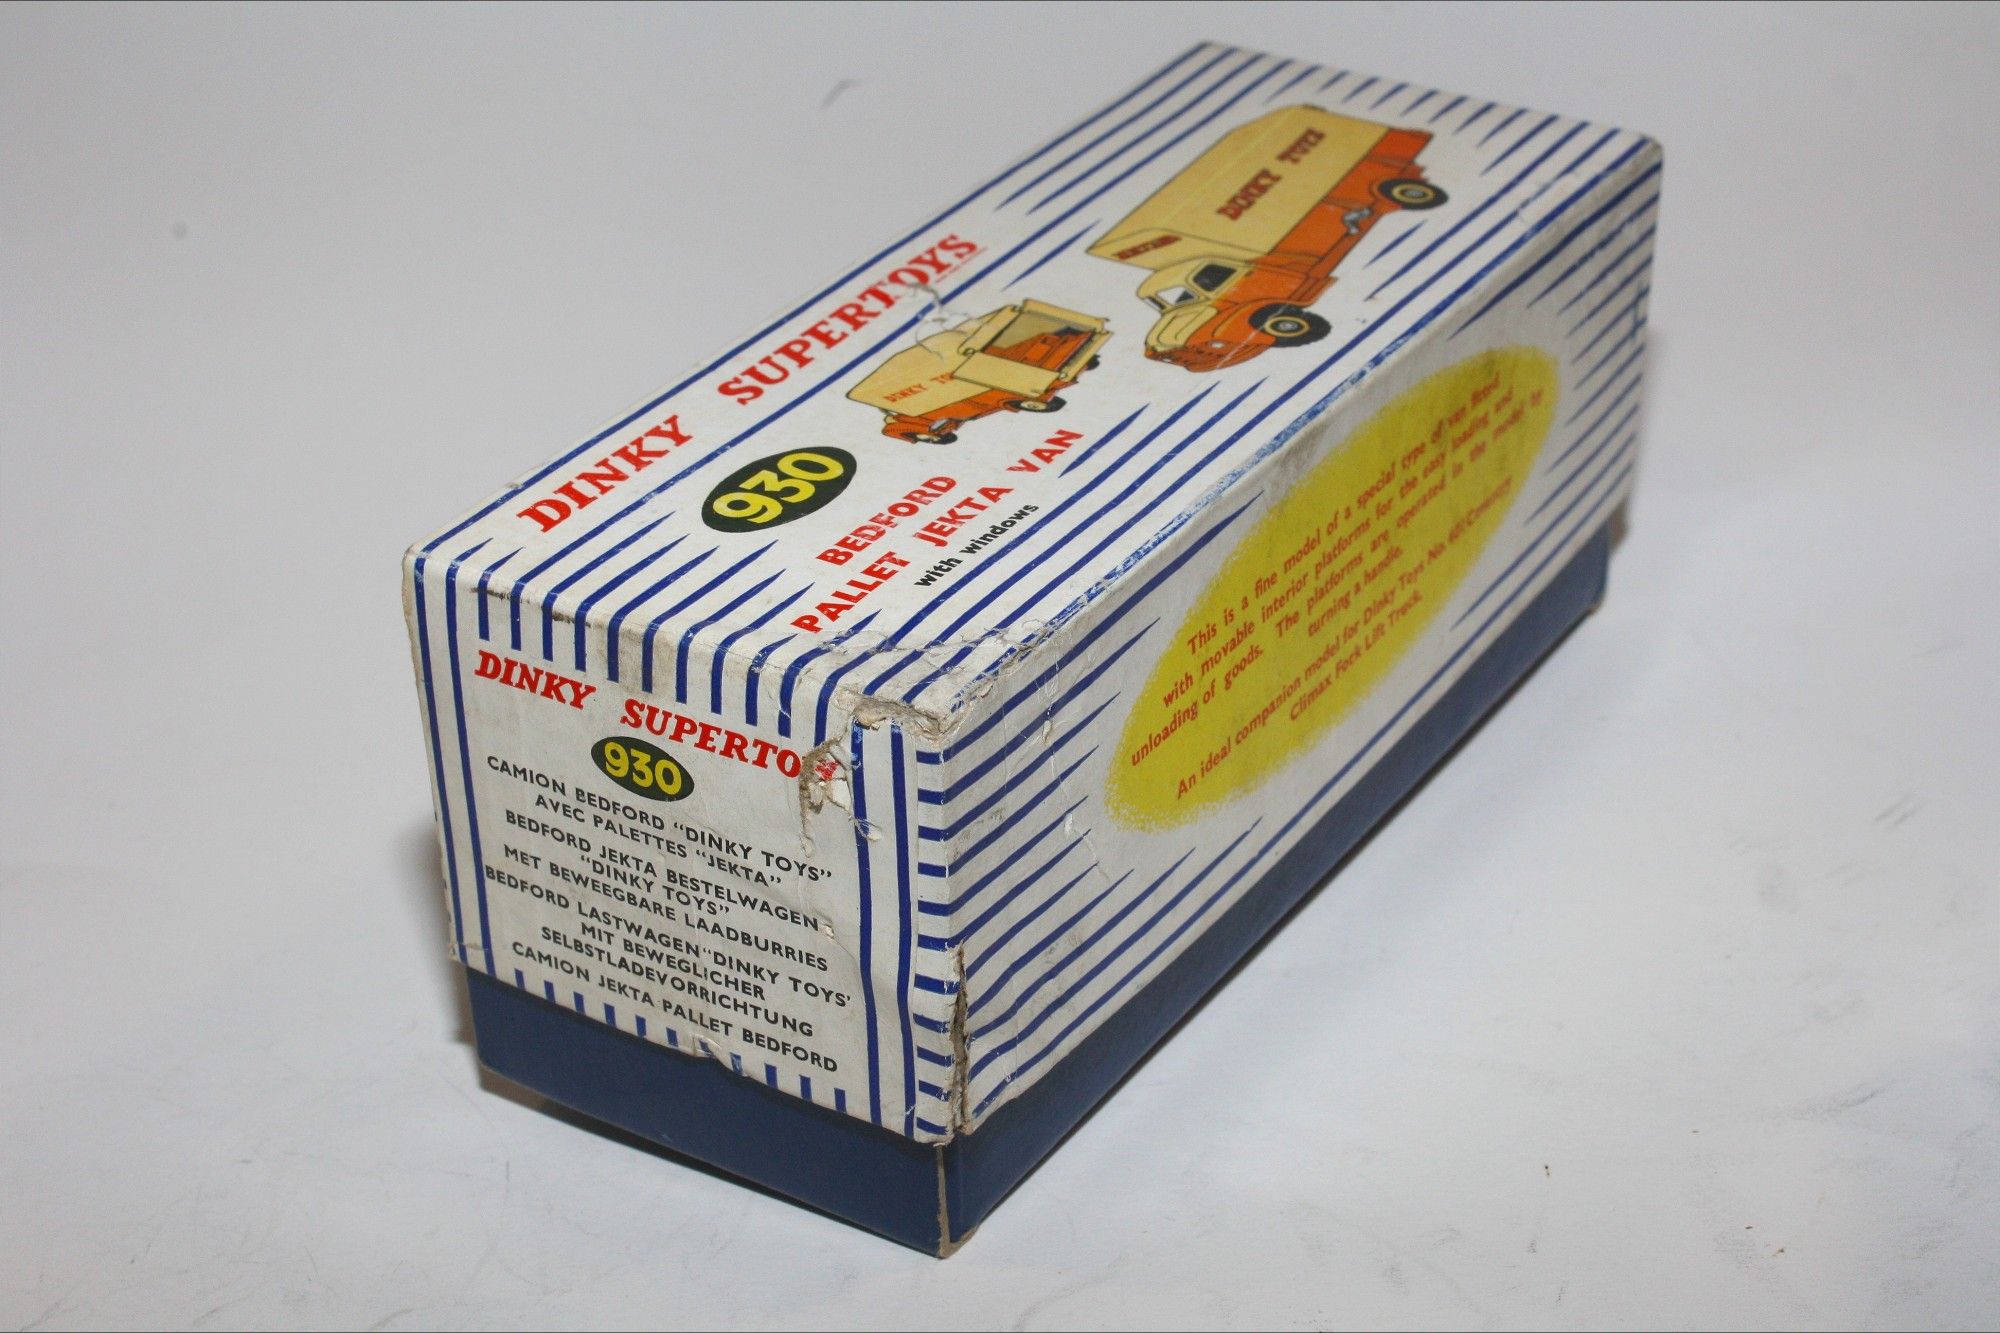 DINKY SUPERTOYS
930
BEDFORD
PALLET JEKTA VAN
with windows
DINKY TOYS
DINKY TO
This is a fine model of a special type of van fitted
with movable interior platforms for the easy loading and
unloading of goods. The platforms are operated in the model by
turning a handle.
An ideal companion model for Dinky Toys No. 401 Coventry
Climax Fork Lift Truck.
DINKY SUPERTO
930
CAMION BEDFORD "DINKY TOYS"
AVEC PALETTES "JEKTA"
BEDFORD JEKTA BESTELWAGEN
"DINKY TOYS"
MET BEWEEGBARE LAADBURRIES
BEDFORD LASTWAGEN "DINKY TOYS'
MIT BEWEGLICHER
SELBSTLADEVORRICHTUNG
CAMION JEKTA PALLET BEDFORD